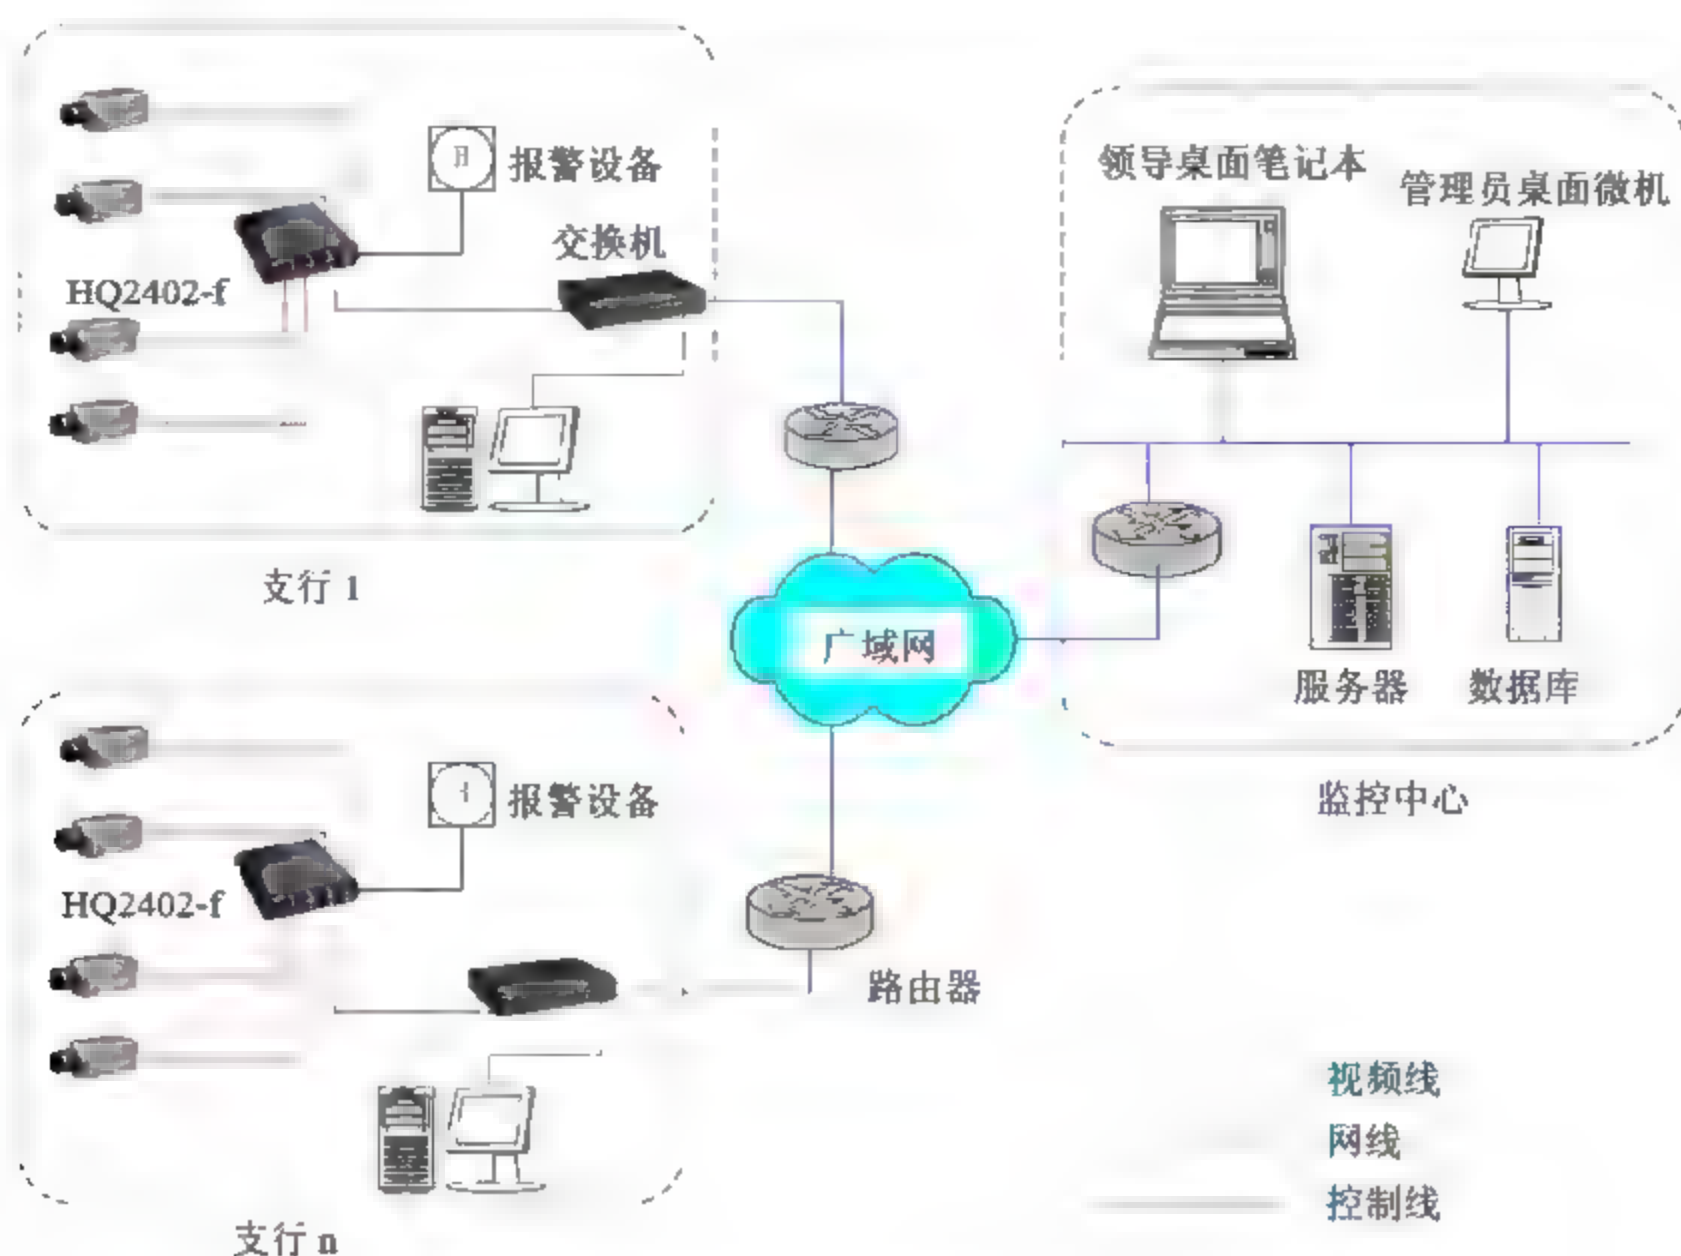 报警设备
交换机
HQ2402-f
支行 1
领导桌面笔记本
管理员桌面微机
广域网
服务器
数据库
监控中心
报警设备
HQ2402-f
路由器
支行 n
视频线
网线
控制线